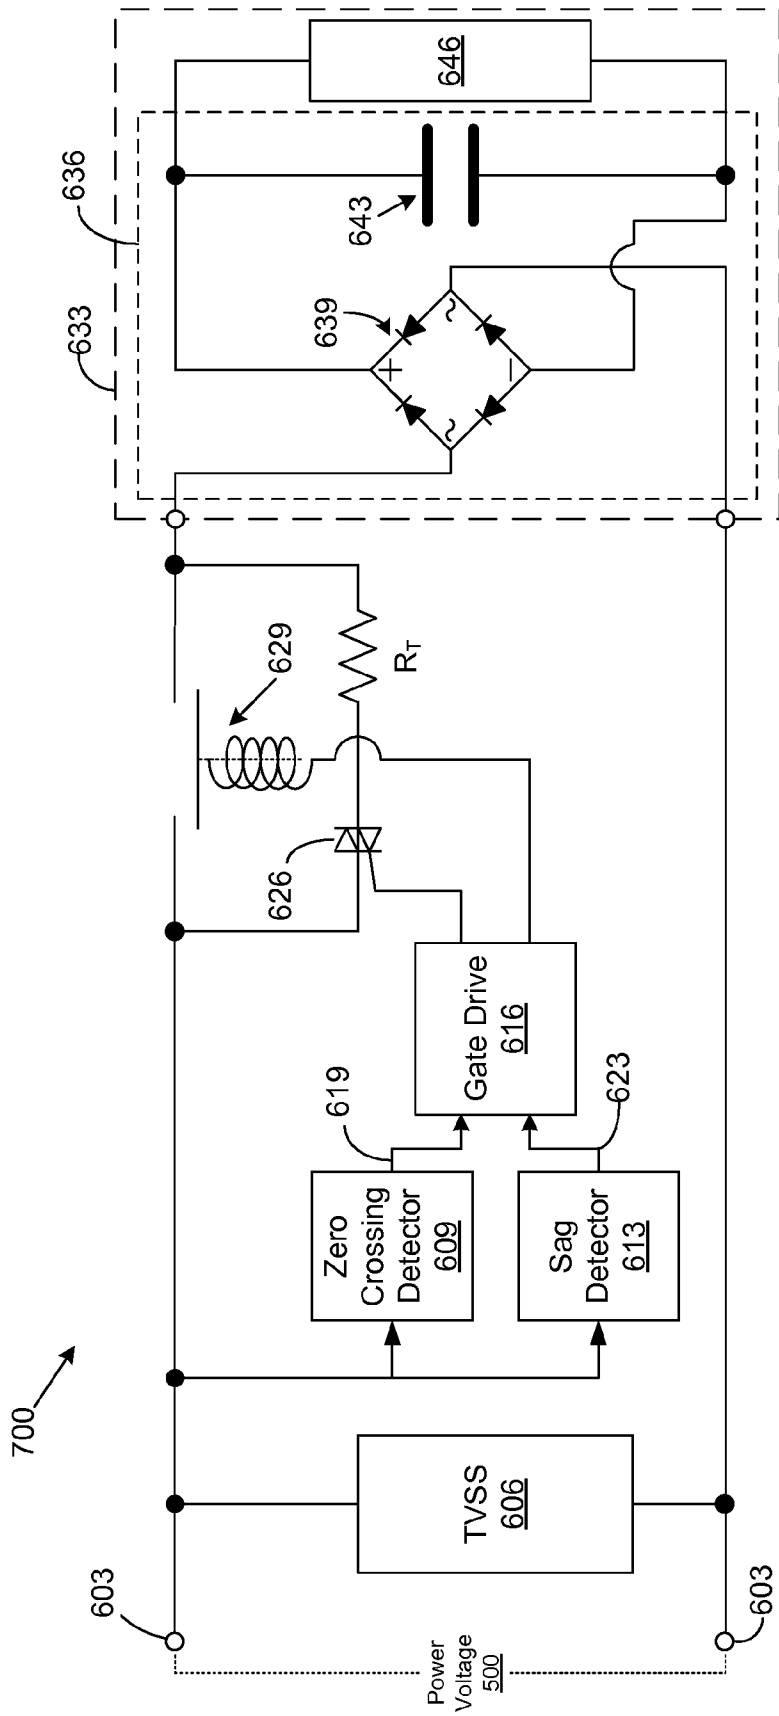 700
603
Power
Voltage
500
603
TVSS
606
Zero
Crossing
Detector
609
Sag
Detector
613
619
623
Gate Drive
616
626
629
R_T
633
636
639
+
~
~
−
643
646